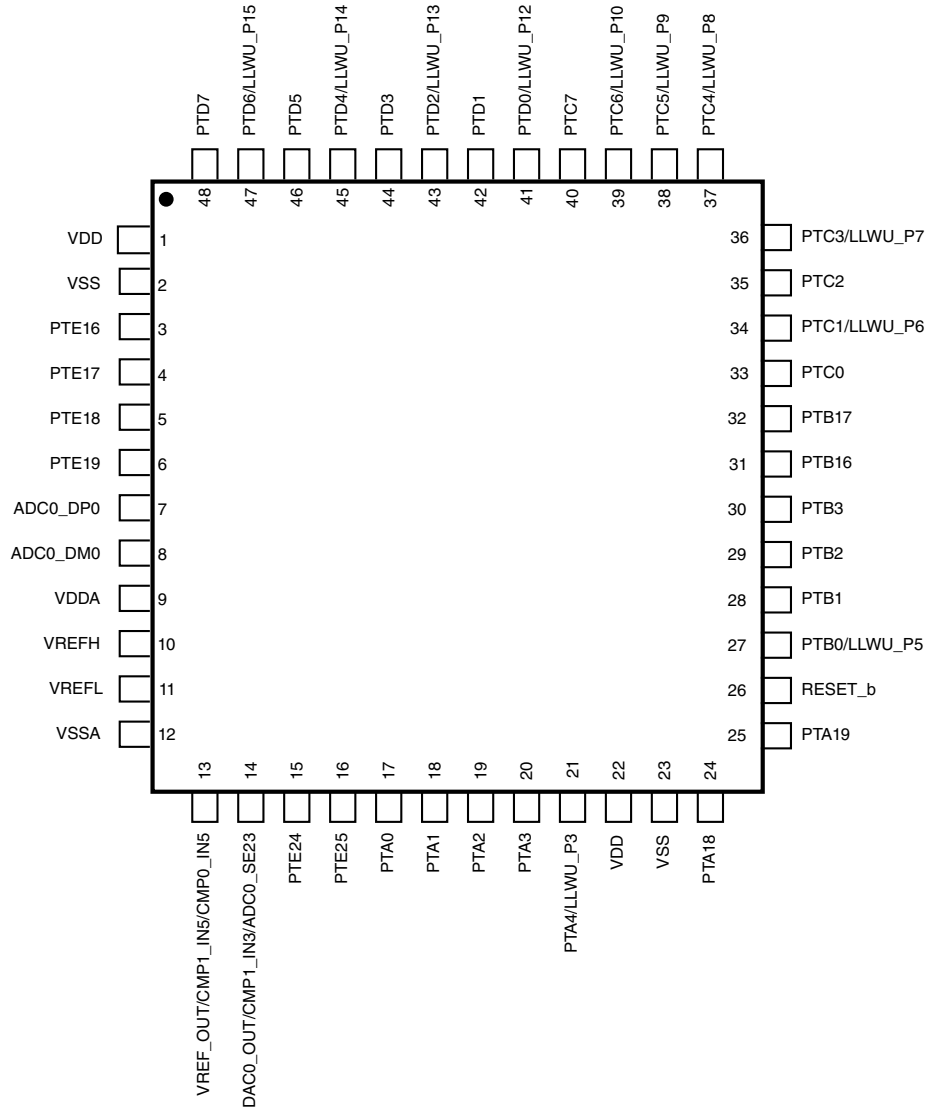 PTD7
PTD6/LLWU_P15
PTD5
PTD4/LLWU_P14
PTD3
PTD2/LLWU_P13
PTD1
PTD0/LLWU_P12
PTC7
PTC6/LLWU_P10
PTC5/LLWU_P9
PTC4/LLWU_P8
48
47
46
45
44
43
42
41
40
39
38
37
VDD 1
VSS 2
PTE16 3
PTE17 4
PTE18 5
PTE19 6
ADC0_DP0 7
ADC0_DM0 8
VDDA 9
VREFH 10
VREFL 11
VSSA 12
36 PTC3/LLWU_P7
35 PTC2
34 PTC1/LLWU_P6
33 PTC0
32 PTB17
31 PTB16
30 PTB3
29 PTB2
28 PTB1
27 PTB0/LLWU_P5
26 RESET_b
25 PTA19
13
14
15
16
17
18
19
20
21
22
23
24
VREF_OUT/CMP1_IN5/CMP0_IN5
DAC0_OUT/CMP1_IN3/ADC0_SE23
PTE24
PTE25
PTA0
PTA1
PTA2
PTA3
PTA4/LLWU_P3
VDD
VSS
PTA18